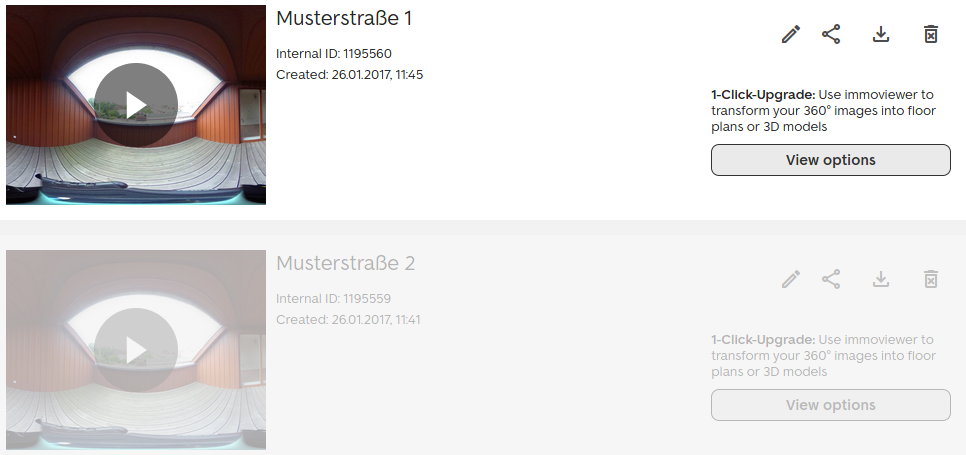 Musterstraße 1
Internal ID: 1195560
Created: 26.01.2017, 11:45
1-Click-Upgrade: Use immoviewer to
transform your 360° images into floor
plans or 3D models
View options
Musterstraße 2
Internal ID: 1195559
Created: 26.01.2017, 11:41
1-Click-Upgrade: Use immoviewer to
transform your 360° images into floor
plans or 3D models
View options